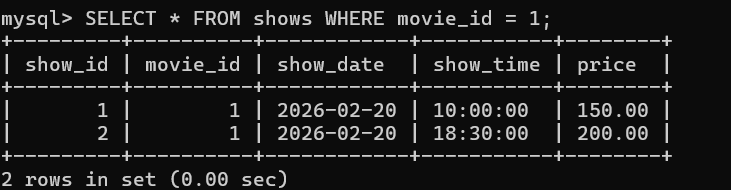 mysql> SELECT * FROM shows WHERE movie_id = 1;
+---------+----------+------------+-----------+--------+
| show_id | movie_id | show_date  | show_time | price  |
+---------+----------+------------+-----------+--------+
|       1 |        1 | 2026-02-20 | 10:00:00  | 150.00 |
|       2 |        1 | 2026-02-20 | 18:30:00  | 200.00 |
+---------+----------+------------+-----------+--------+
2 rows in set (0.00 sec)